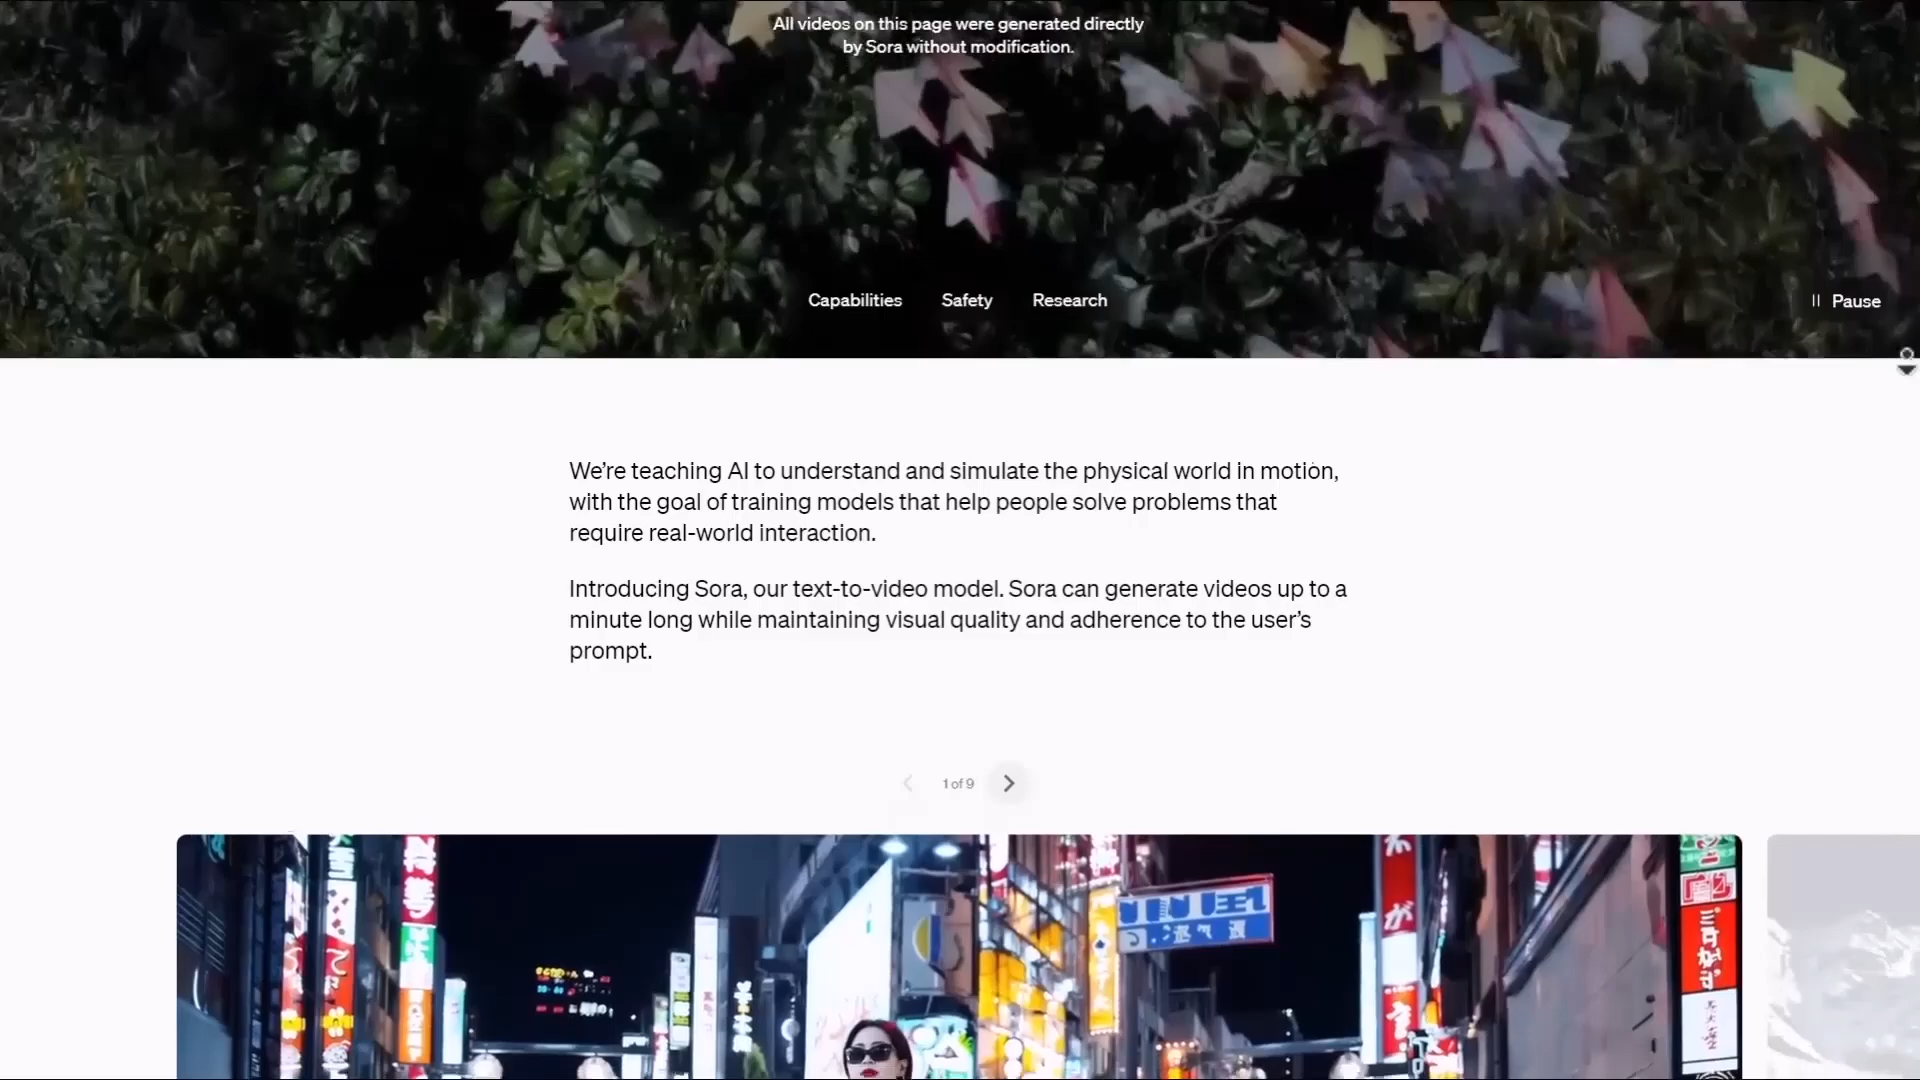 All videos on this page were generated directly
by Sora without modification.
Capabilities
Safety
Research
Pause
We’re teaching AI to understand and simulate the physical world in motion,
with the goal of training models that help people solve problems that
require real-world interaction.
Introducing Sora, our text-to-video model. Sora can generate videos up to a
minute long while maintaining visual quality and adherence to the user’s
prompt.
1 of 9